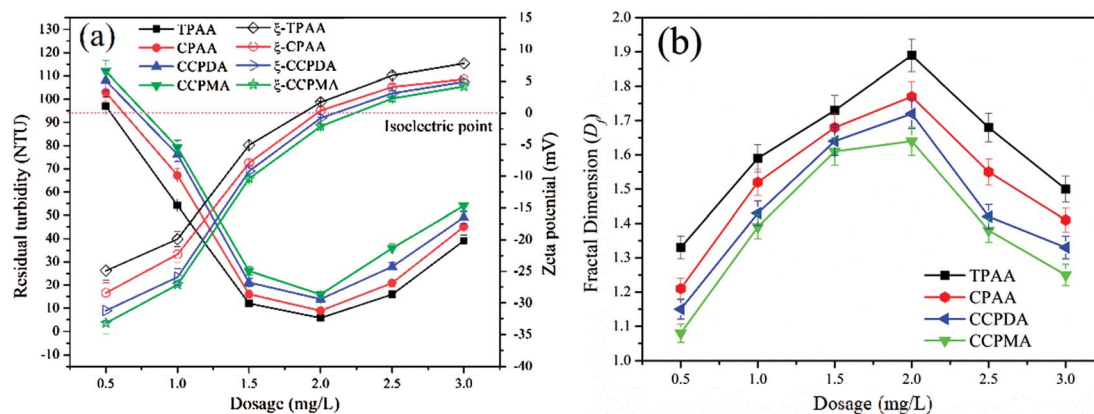 (a)
TPAA
CPAA
CCPDA
CCPMA
ξ-TPAA
ξ-CPAA
ξ-CCPDA
ξ-CCPMA
Isoelectric point
Residual turbidity (NTU)
130
120
110
100
90
80
70
60
50
40
30
20
10
0
-10
Zeta potential (mV)
15
10
5
0
-5
-10
-15
-20
-25
-30
-35
-40
0.5 1.0 1.5 2.0 2.5 3.0
Dosage (mg/L)
(b)
Fractal Dimension (Df)
2.0
1.9
1.8
1.7
1.6
1.5
1.4
1.3
1.2
1.1
1.0
TPAA
CPAA
CCPDA
CCPMA
0.5 1.0 1.5 2.0 2.5 3.0
Dosage (mg/L)